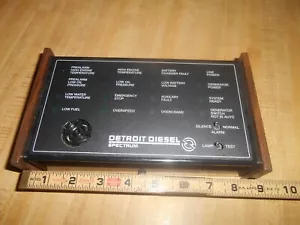 PREALARM
HIGH ENGINE
TEMPERATURE
HIGH ENGINE
TEMPERATURE
BATTERY
CHARGER FAULT
PREALARM
LOW OIL
PRESSURE
LOW OIL
PRESSURE
LOW BATTERY
VOLTAGE
GENERATOR
POWER
LOW WATER
TEMPERATURE
EMERGENCY
STOP
AUXILIARY
FAULT
SYSTEM
READY
LOW FUEL
OVERSPEED
OVERCRANK
GENERATOR
SWITCH
NOT IN AUTO
DETROIT DIESEL
SPECTRUM
SILENCE
NORMAL
ALARM
LAMP
TEST
1 2 3 4 5 6 7 8 9 10